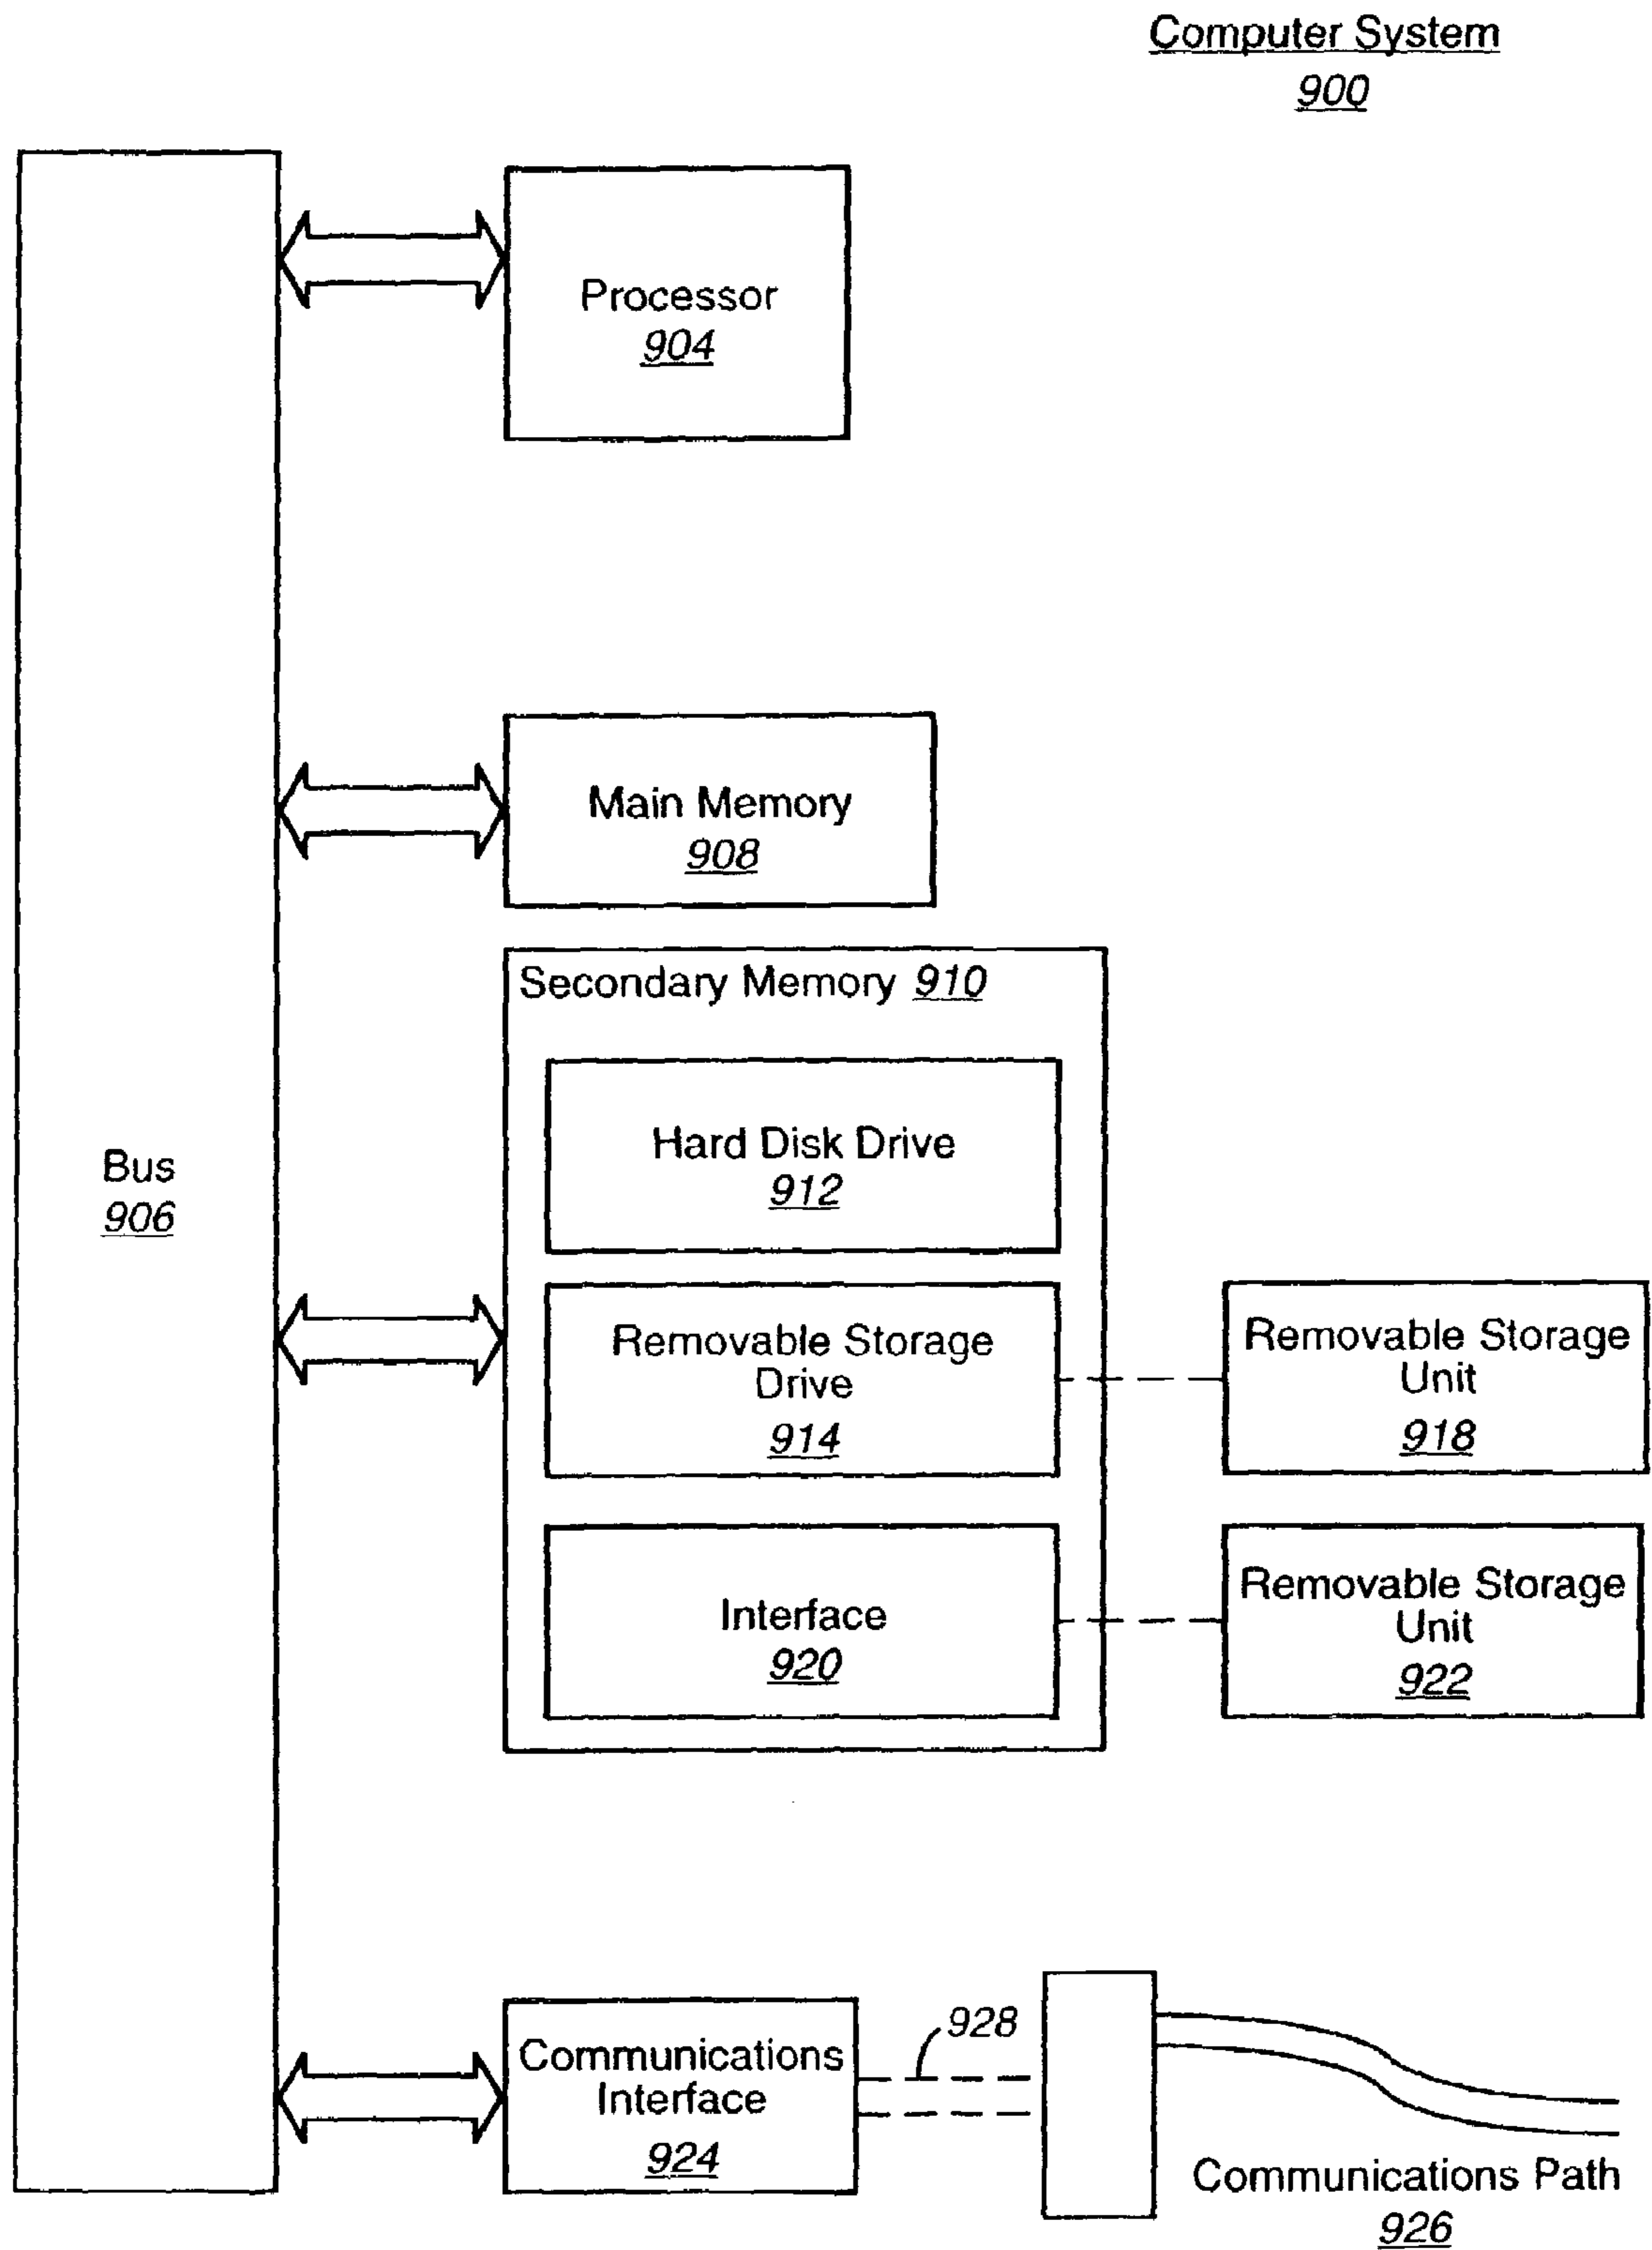 Computer System
900
Processor
904
Main Memory
908
Secondary Memory 910
Hard Disk Drive
912
Bus
906
Removable Storage
Drive
914
Removable Storage
Unit
918
Interface
920
Removable Storage
Unit
922
928
Communications
Interface
924
Communications Path
926